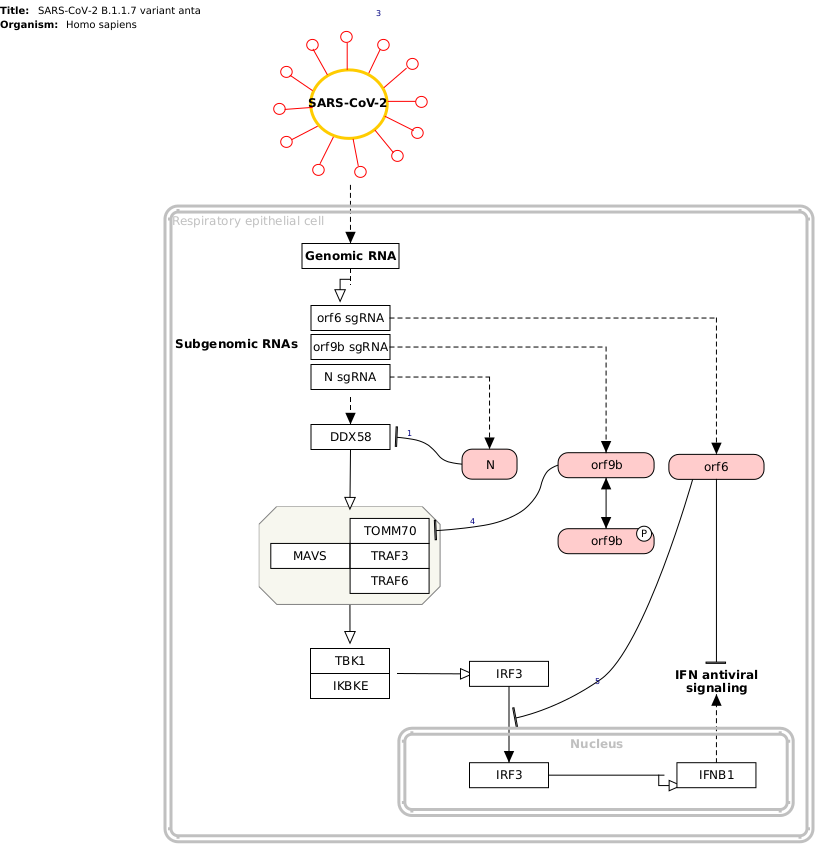 Title: SARS-CoV-2 B.1.1.7 variant anta
Organism: Homo sapiens
3
SARS-CoV-2
Respiratory epithelial cell
Genomic RNA
orf6 sgRNA
Subgenomic RNAs
orf9b sgRNA
N sgRNA
DDX58
1
N
orf9b
orf6
4
TOMM70
orf9b
P
MAVS
TRAF3
TRAF6
TBK1
IKBKE
IRF3
5
IFN antiviral
signaling
Nucleus
IRF3
IFNB1